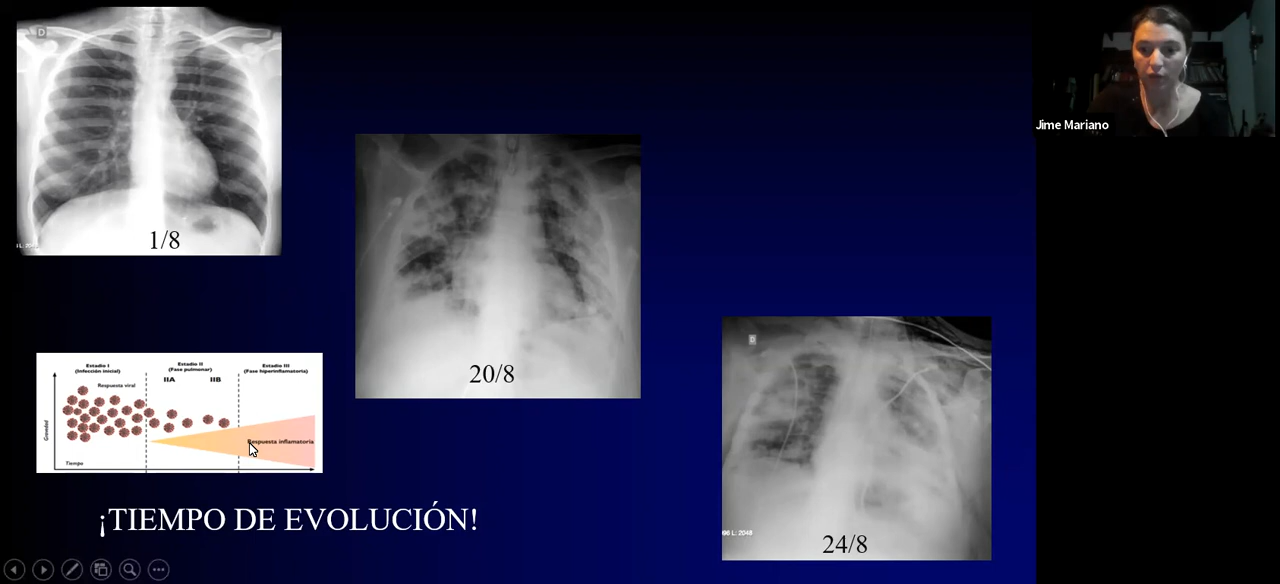 D
1/8
20/8
Jime Mariano
Estadio I
(Infección inicial)
Estadio II
(Fase pulmonar)
IIA IIB
Estadio III
(Fase hiperinflamatoria)
Respuesta viral
Gravedad
Respuesta inflamatoria
Tiempo
¡TIEMPO DE EVOLUCIÓN!
D
L: 2048
24/8